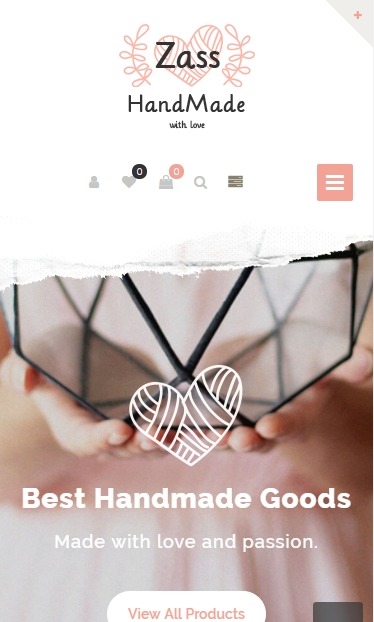 +
Zass
HandMade
with love
0
0
Best Handmade Goods
Made with love and passion.
View All Products